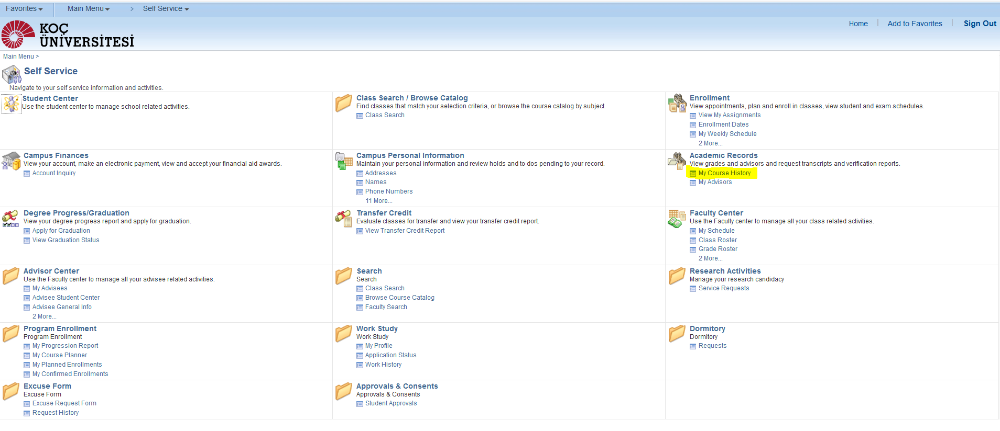 Favorites Main Menu > Self Service
Home Add to Favorites Sign Out
KOÇ
ÜNİVERSİTESİ
Main Menu >
Self Service
Navigate to your self service information and activities.
Student Center
Use the student center to manage school related activities.
Class Search / Browse Catalog
Find classes that match your selection criteria, or browse the course catalog by subject.
Class Search
Enrollment
View appointments, plan and enroll in classes, view student and exam schedules.
View My Assignments
Enrollment Dates
My Weekly Schedule
2 More...
Campus Finances
View your account, make an electronic payment, view and accept your financial aid awards.
Account Inquiry
Campus Personal Information
Maintain your personal information and review holds and to dos pending to your record.
Addresses
Names
Phone Numbers
11 More...
Academic Records
View grades and advisors and request transcripts and verification reports.
My Course History
My Advisors
Degree Progress/Graduation
View your degree progress report and apply for graduation.
Apply for Graduation
View Graduation Status
Transfer Credit
Evaluate classes for transfer and view your transfer credit report.
View Transfer Credit Report
Faculty Center
Use the Faculty center to manage all your class related activities.
My Schedule
Class Roster
Grade Roster
2 More...
Advisor Center
Use the Faculty center to manage all your advisee related activities.
My Advisees
Advisee Student Center
Advisee General Info
2 More...
Search
Search
Class Search
Browse Course Catalog
Faculty Search
Research Activities
Manage your research candidacy
Service Requests
Program Enrollment
Program Enrollment
My Progression Report
My Course Planner
My Planned Enrollments
My Confirmed Enrollments
Work Study
Work Study
My Profile
Application Status
Work History
Dormitory
Dormitory
Requests
Excuse Form
Excuse Form
Excuse Request Form
Request History
Approvals & Consents
Approvals & Consents
Student Approvals